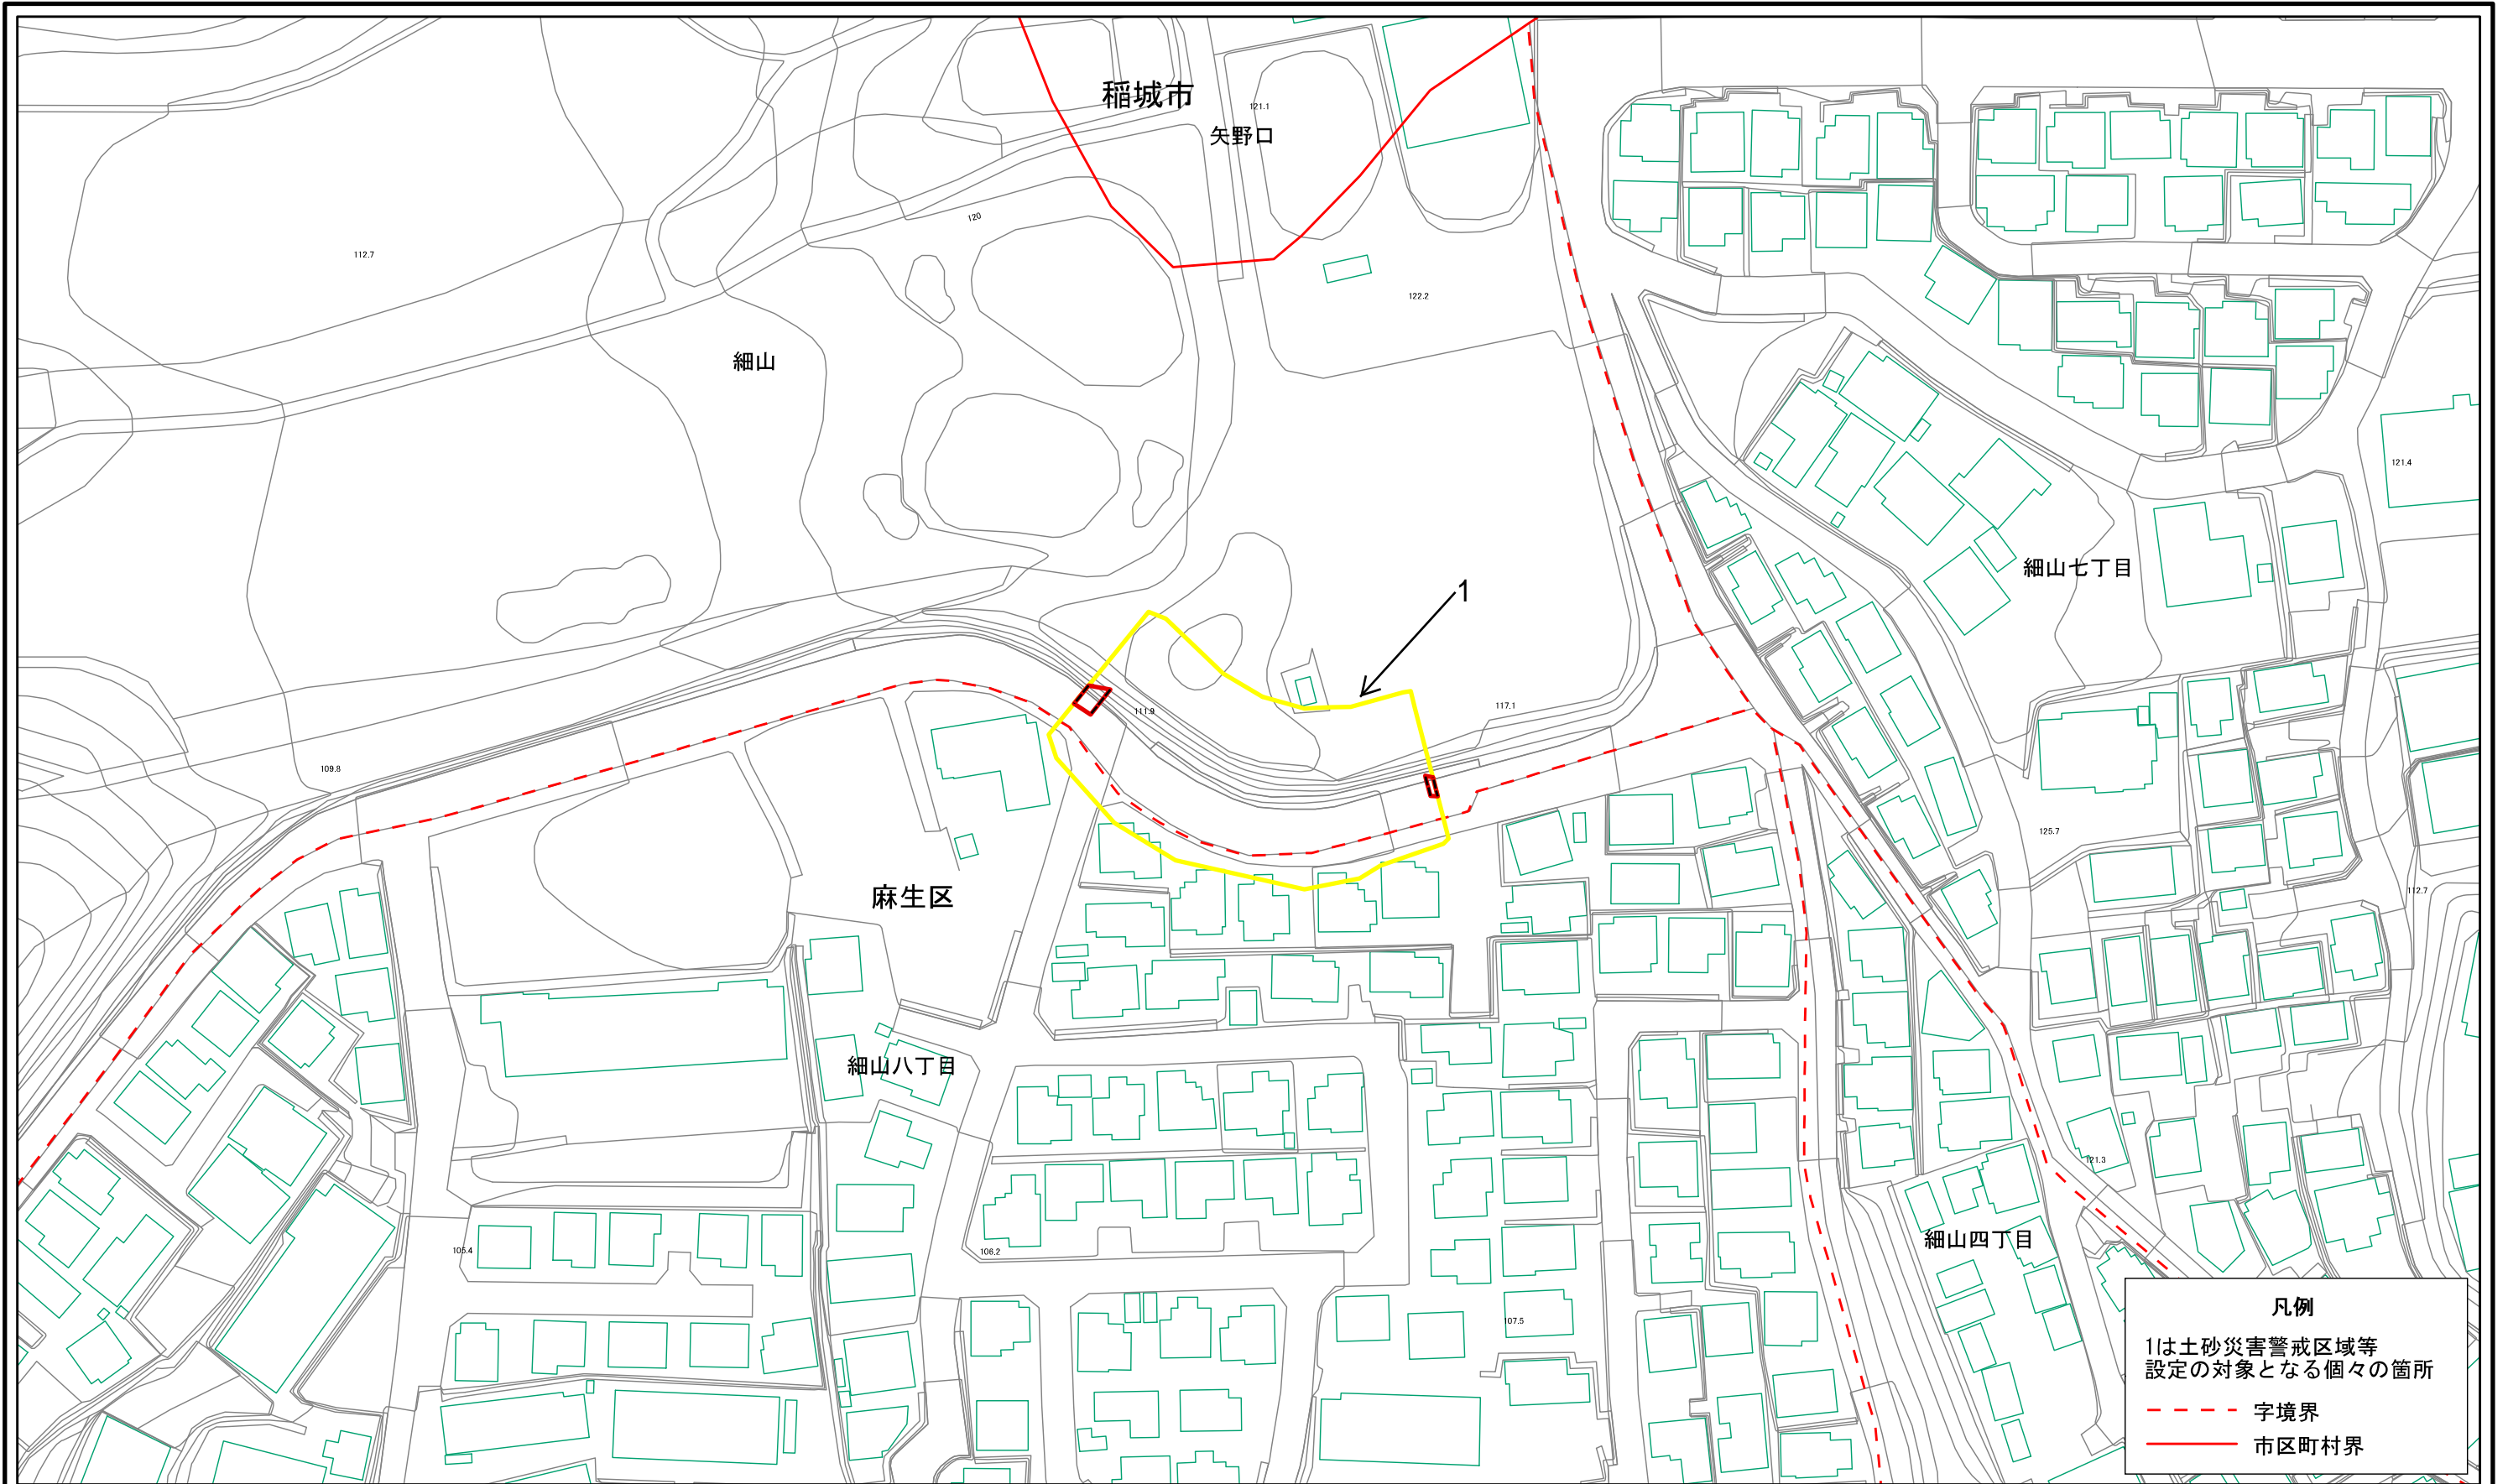 稲城市
121.1
矢野口
120
112.7
122.2
細山
121.4
細山七丁目
1
117.1
111.9
109.8
125.7
112.7
麻生区
細山八丁目
121.3
細山四丁目
105.4
106.2
107.5
凡例
1は土砂災害警戒区域等
設定の対象となる個々の箇所
字境界
市区町村界